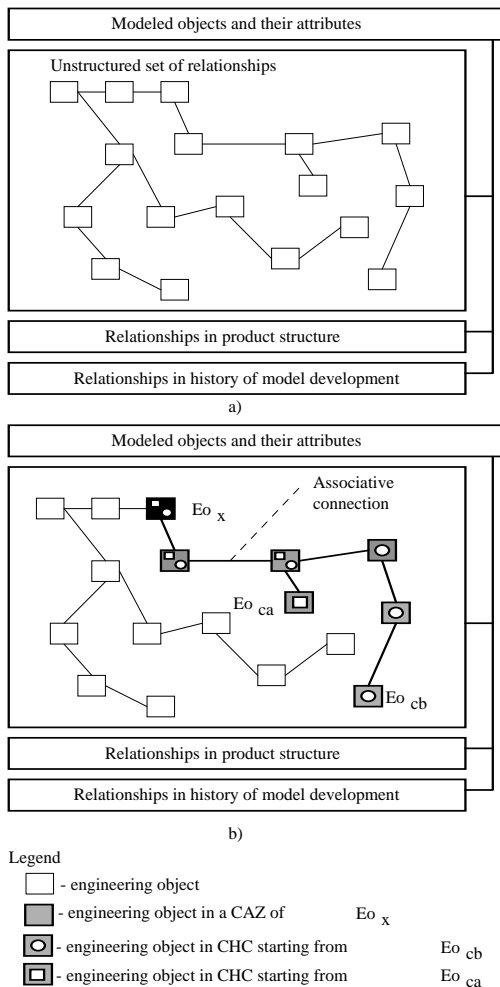 Modeled objects and their attributes
Unstructured set of relationships
Relationships in product structure
Relationships in history of model development
a)
Modeled objects and their attributes
Associative
connection
Eo x
Eo ca
Eo cb
Relationships in product structure
Relationships in history of model development
b)
Legend
- engineering object
- engineering object in a CAZ of Eo x
- engineering object in CHC starting from Eo cb
- engineering object in CHC starting from Eo ca